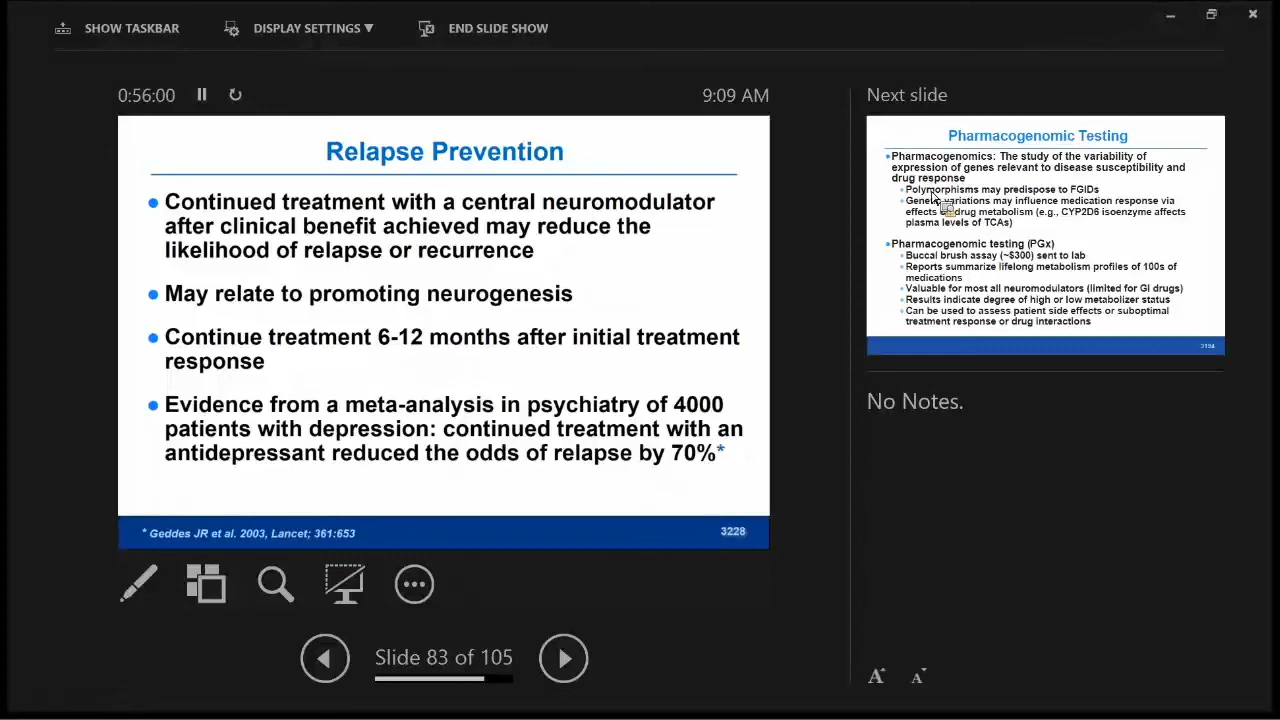 SHOW TASKBAR
DISPLAY SETTINGS ▼
END SLIDE SHOW
0:56:00
9:09 AM
Relapse Prevention
• Continued treatment with a central neuromodulator
after clinical benefit achieved may reduce the
likelihood of relapse or recurrence
• May relate to promoting neurogenesis
• Continue treatment 6-12 months after initial treatment
response
• Evidence from a meta-analysis in psychiatry of 4000
patients with depression: continued treatment with an
antidepressant reduced the odds of relapse by 70%*
* Geddes JR et al. 2003, Lancet; 361:653
3228
Slide 83 of 105
Next slide
Pharmacogenomic Testing
• Pharmacogenomics: The study of the variability of
expression of genes relevant to disease susceptibility and
drug response
• Polymorphisms may predispose to FGIDs
• Genetic variations may influence medication response via
effects drug metabolism (e.g., CYP2D6 isoenzyme affects
plasma levels of TCAs)
• Pharmacogenomic testing (PGx)
• Buccal brush assay (~$300) sent to lab
• Reports summarize lifelong metabolism profiles of 100s of
medications
• Valuable for most all neuromodulators (limited for GI drugs)
• Results indicate degree of high or low metabolizer status
• Can be used to assess patient side effects or suboptimal
treatment response or drug interactions
No Notes.
A A